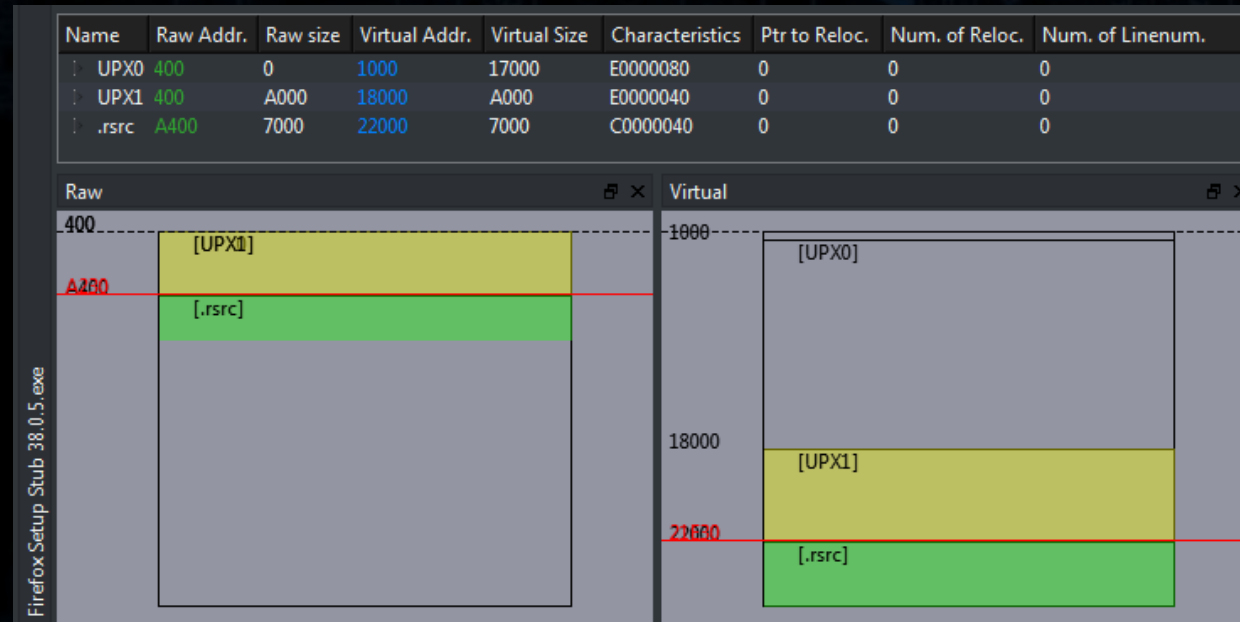 Name Raw Addr. Raw size Virtual Addr. Virtual Size Characteristics Ptr to Reloc. Num. of Reloc. Num. of Linenum.
UPX0 400 0 1000 17000 E0000080 0 0 0
UPX1 400 A000 18000 A000 E0000040 0 0 0
.rsrc A400 7000 22000 7000 C0000040 0 0 0
Raw
400
[UPX1]
[.rsrc]
Virtual
1000
[UPX0]
18000
[UPX1]
[.rsrc]
Firefox Setup Stub 38.0.5.exe